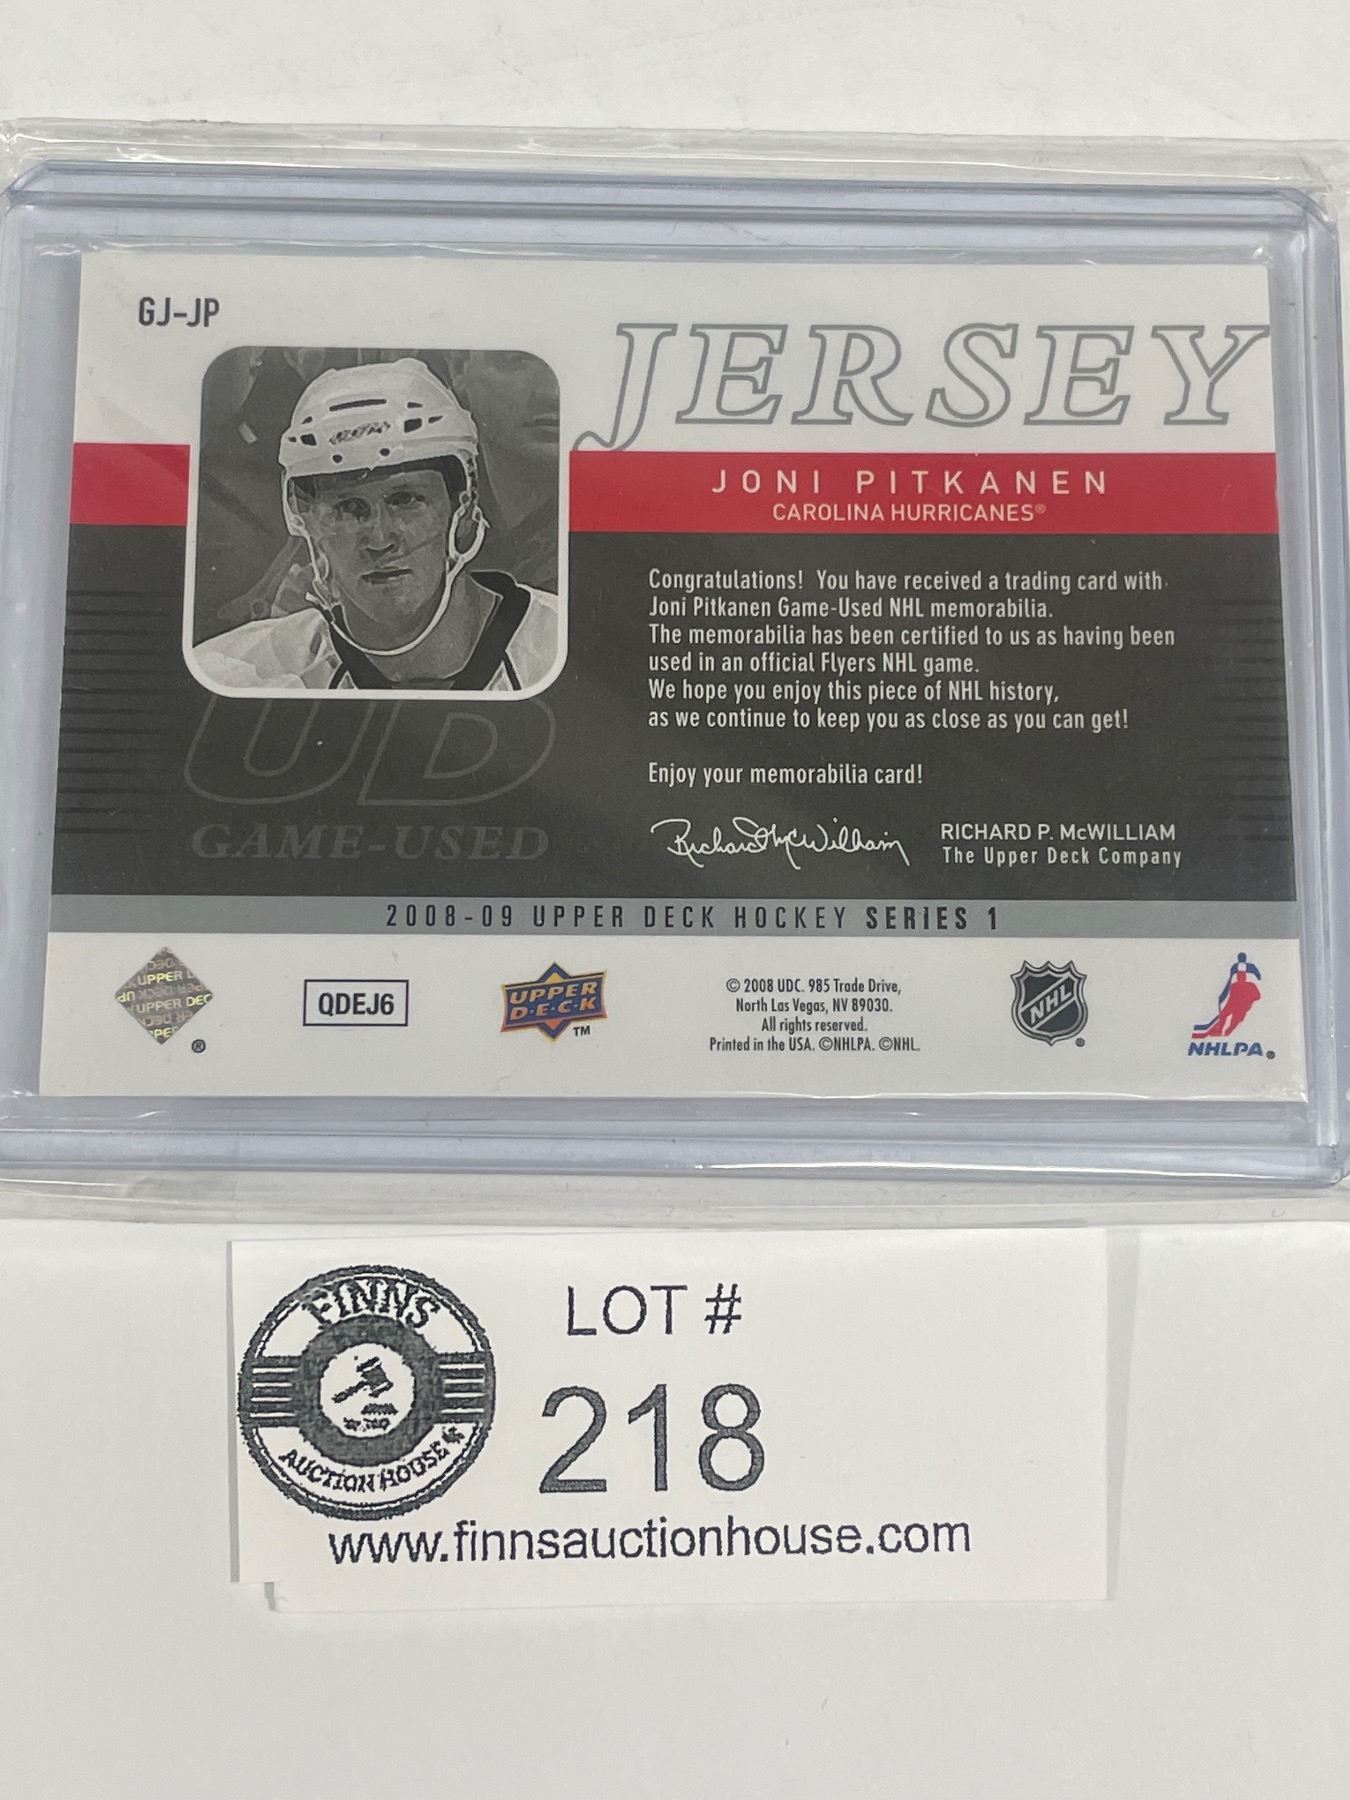 GJ-JP
JERSEY
JONI PITKANEN
CAROLINA HURRICANES®
Congratulations! You have received a trading card with
Joni Pitkanen Game-Used NHL memorabilia.
The memorabilia has been certified to us as having been
used in an official Flyers NHL game.
We hope you enjoy this piece of NHL history,
as we continue to keep you as close as you can get!
Enjoy your memorabilia card!
UD
GAME-USED
Richard McWilliam
RICHARD P. McWILLIAM
The Upper Deck Company
2008-09 UPPER DECK HOCKEY SERIES 1
UPPER DEC
®
QDEJ6
UPPER
D·E·C·K
TM
© 2008 UDC. 985 Trade Drive,
North Las Vegas, NV 89030.
All rights reserved.
Printed in the USA. ©NHLPA. ©NHL.
NHL
®
NHLPA®
FINNS
AUCTION HOUSE
LOT #
218
www.finnsauctionhouse.com